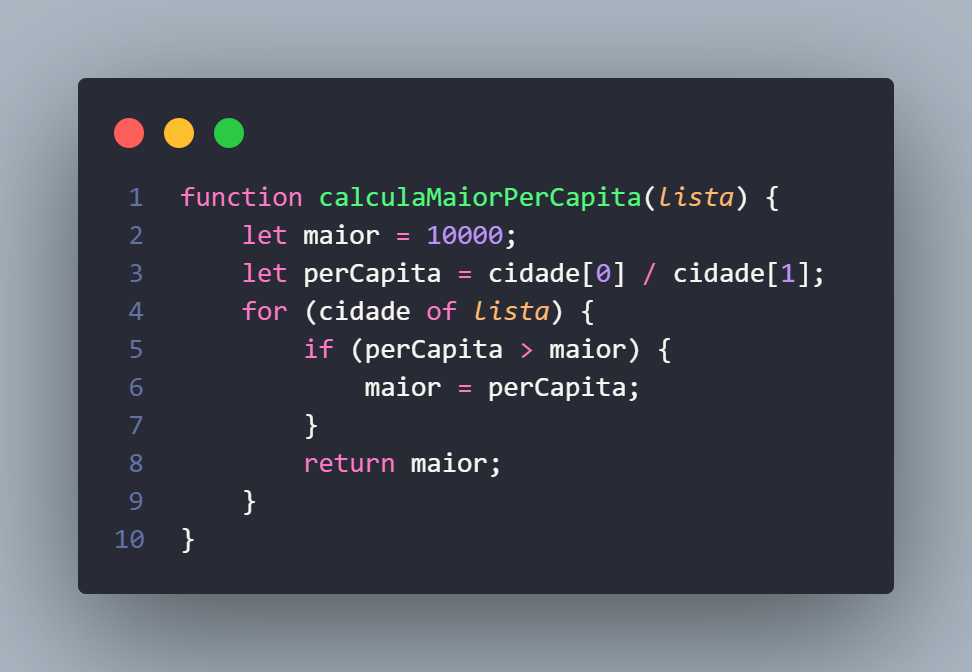 1 function calculaMaiorPerCapita(lista) {
2     let maior = 10000;
3     let perCapita = cidade[0] / cidade[1];
4     for (cidade of lista) {
5         if (perCapita > maior) {
6             maior = perCapita;
7         }
8         return maior;
9     }
10 }